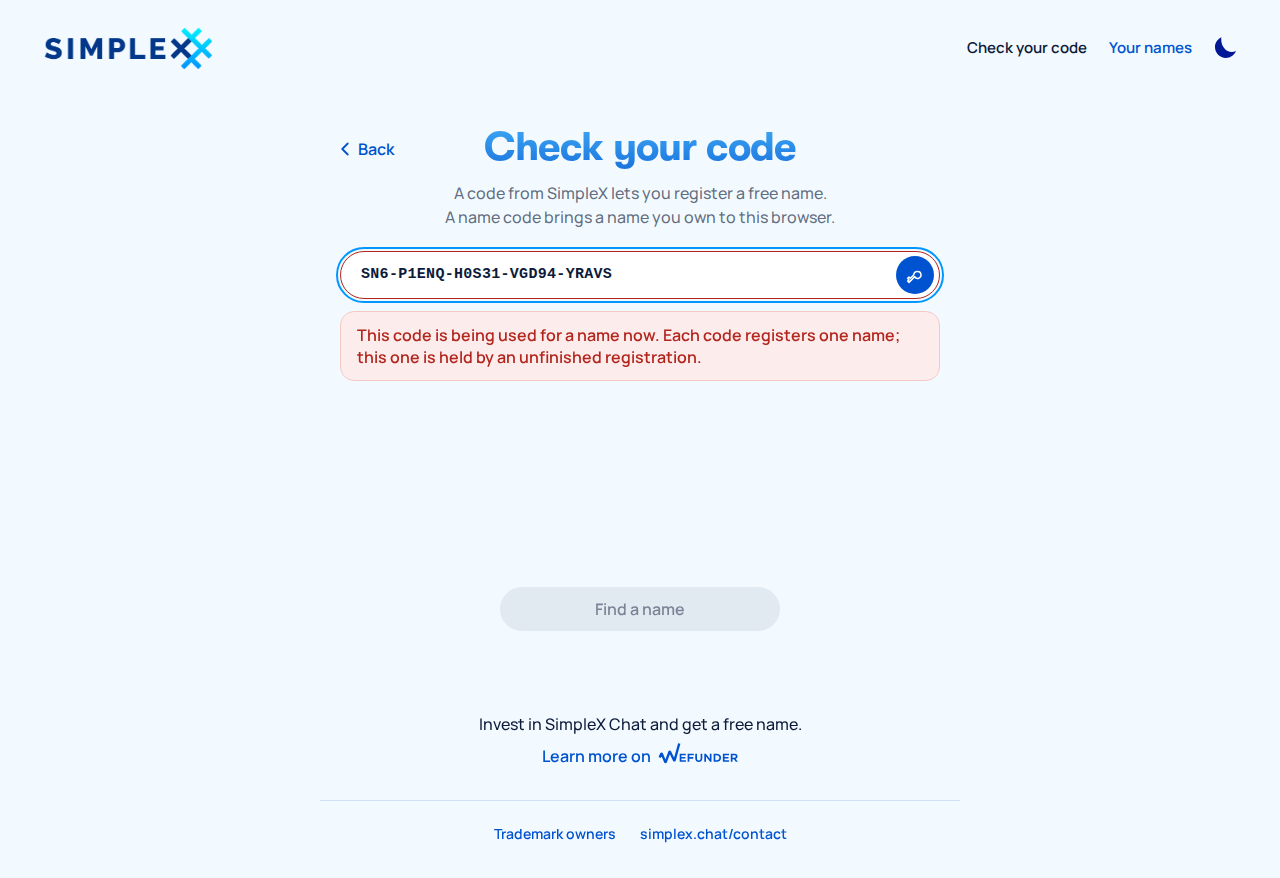 SIMPLEX
Check your code
Your names
Back
Check your code
A code from SimpleX lets you register a free name.
A name code brings a name you own to this browser.
SN6-P1ENQ-H0S31-VGD94-YRAVS
This code is being used for a name now. Each code registers one name;
this one is held by an unfinished registration.
Find a name
Invest in SimpleX Chat and get a free name.
Learn more on WEFUNDER
Trademark owners
simplex.chat/contact